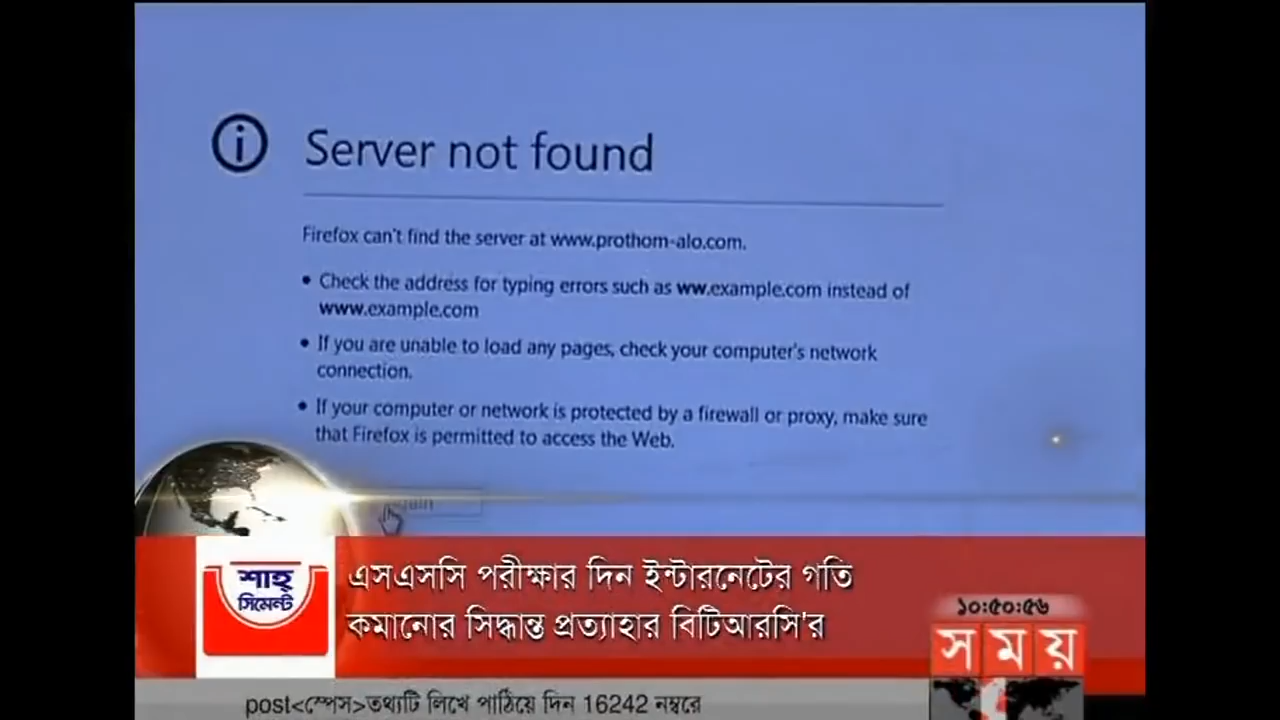 Server not found
Firefox can't find the server at www.prothom-alo.com.
• Check the address for typing errors such as ww.example.com instead of
www.example.com
• If you are unable to load any pages, check your computer's network
connection.
• If your computer or network is protected by a firewall or proxy, make sure
that Firefox is permitted to access the Web.
শাহ্
সিমেন্ট
এসএসসি পরীক্ষার দিন ইন্টারনেটের গতি
কমানোর সিদ্ধান্ত প্রত্যাহার বিটিআরসি'র
১০:৫০:৫৬
সময়
post<স্পেস>তথ্যটি লিখে পাঠিয়ে দিন 16242 নম্বরে